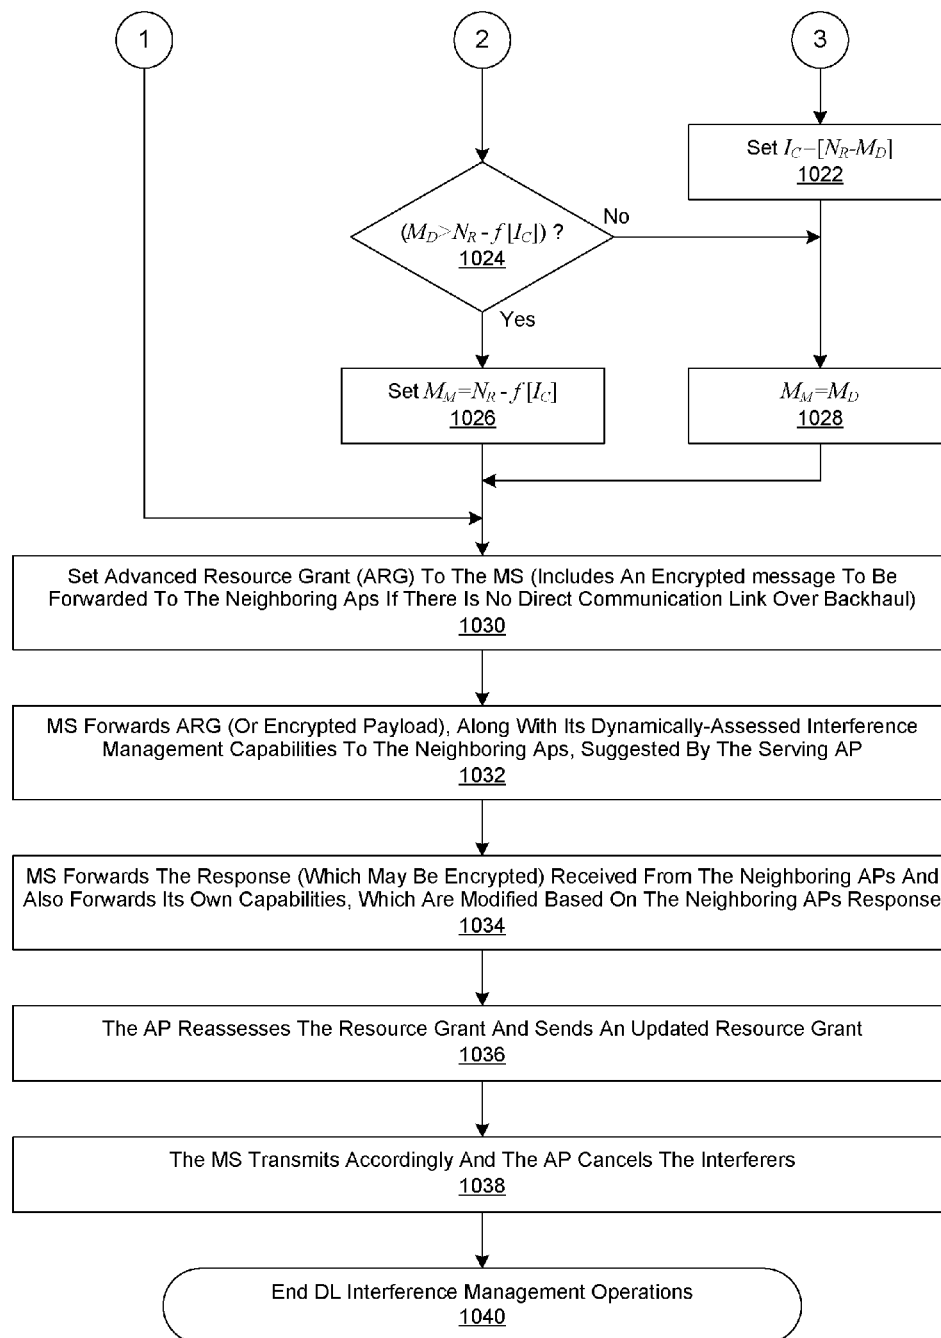 1
2
3
Set I_C–[N_R-M_D]
1022
(M_D>N_R - f[I_C]) ?
1024
No
Yes
Set M_M=N_R - f[I_C]
1026
M_M=M_D
1028
Set Advanced Resource Grant (ARG) To The MS (Includes An Encrypted message To Be
Forwarded To The Neighboring Aps If There Is No Direct Communication Link Over Backhaul)
1030
MS Forwards ARG (Or Encrypted Payload), Along With Its Dynamically-Assessed Interference
Management Capabilities To The Neighboring Aps, Suggested By The Serving AP
1032
MS Forwards The Response (Which May Be Encrypted) Received From The Neighboring APs And
Also Forwards Its Own Capabilities, Which Are Modified Based On The Neighboring APs Response
1034
The AP Reassesses The Resource Grant And Sends An Updated Resource Grant
1036
The MS Transmits Accordingly And The AP Cancels The Interferers
1038
End DL Interference Management Operations
1040